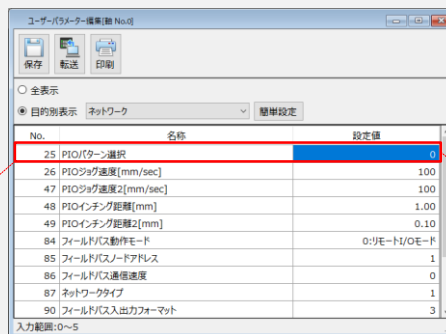 ユーザーパラメーター編集[軸 No.0]
保存 転送 印刷
全表示
目的別表示 ネットワーク 簡単設定
No. 名称 設定値
25 PIOパターン選択 0
26 PIOジョグ速度[mm/sec] 100
47 PIOジョグ速度2[mm/sec] 100
48 PIOインチング距離[mm] 1.00
49 PIOインチング距離2[mm] 0.10
84 フィールドバス動作モード 0:リモートI/Oモード
85 フィールドバスノードアドレス 1
86 フィールドバス通信速度 0
87 ネットワークタイプ 1
90 フィールドバス入出力フォーマット 3
入力範囲:0~5